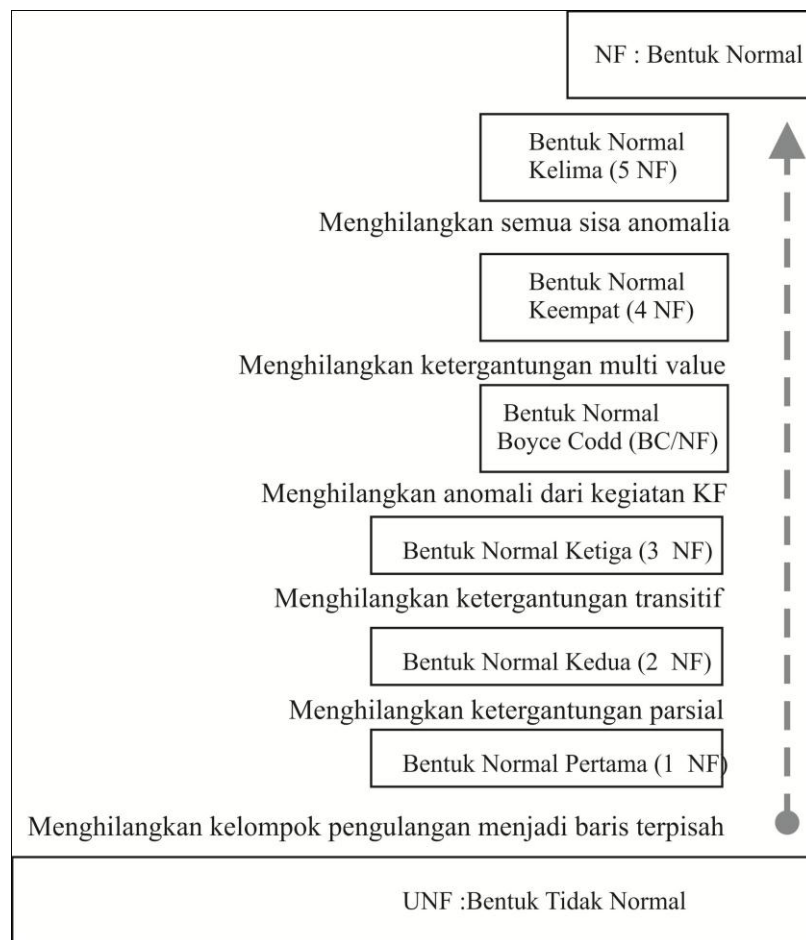 NF : Bentuk Normal
Bentuk Normal
Kelima (5 NF)
Menghilangkan semua sisa anomalia
Bentuk Normal
Keempat (4 NF)
Menghilangkan ketergantungan multi value
Bentuk Normal
Boyce Codd (BC/NF)
Menghilangkan anomali dari kegiatan KF
Bentuk Normal Ketiga (3 NF)
Menghilangkan ketergantungan transitif
Bentuk Normal Kedua (2 NF)
Menghilangkan ketergantungan parsial
Bentuk Normal Pertama (1 NF)
Menghilangkan kelompok pengulangan menjadi baris terpisah
UNF :Bentuk Tidak Normal